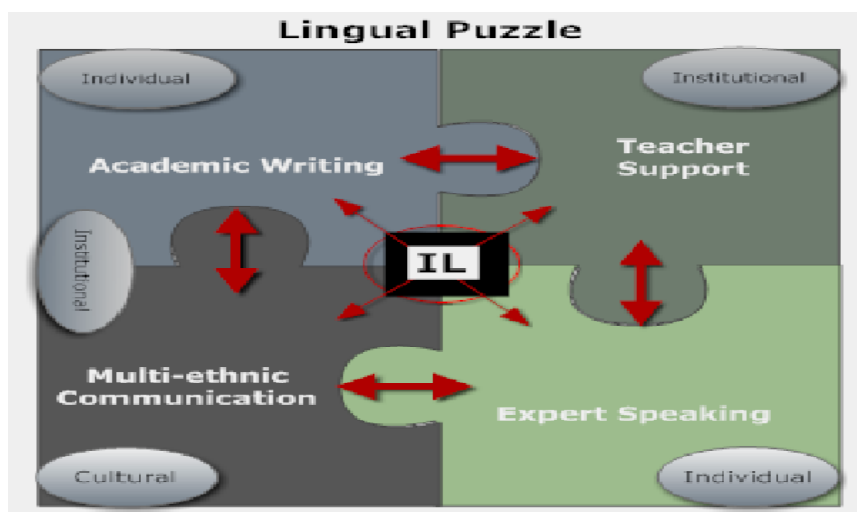 Lingual Puzzle
Individual
Institutional
Academic Writing
Teacher
Support
Institutional
IL
Multi-ethnic
Communication
Expert Speaking
Cultural
Individual